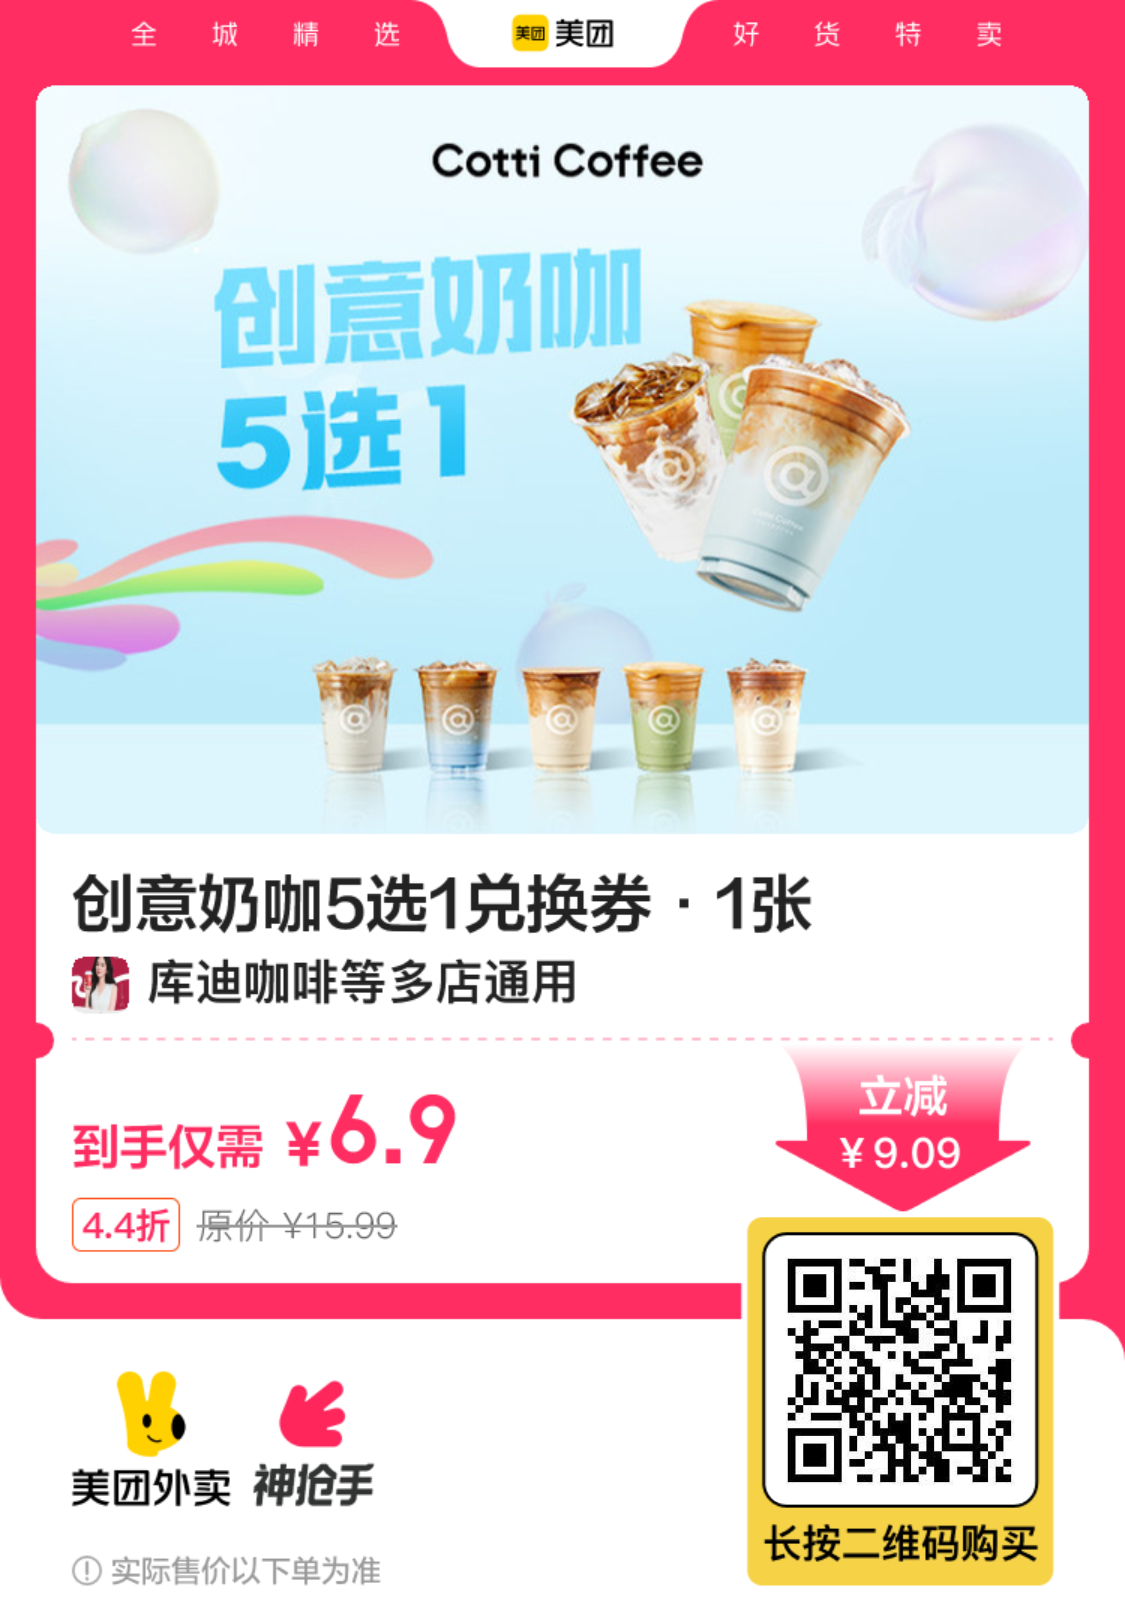 全城精选
美团 美团
好货特卖
Cotti Coffee
创意奶咖
5选1
创意奶咖5选1兑换券 · 1张
库迪咖啡等多店通用
到手仅需 ¥6.9
立减
¥ 9.09
4.4折 原价 ¥15.99
美团外卖 神抢手
长按二维码购买
实际售价以下单为准